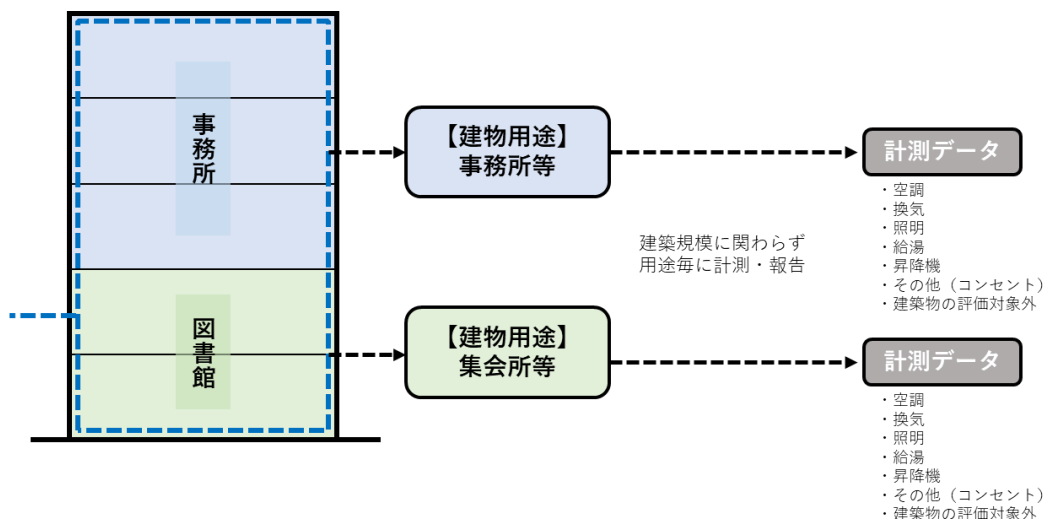 事務所
【建物用途】
事務所等
計測データ
・空調
・換気
・照明
・給湯
・昇降機
・その他（コンセント）
・建築物の評価対象外
建築規模に関わらず
用途毎に計測・報告
図書館
【建物用途】
集会所等
計測データ
・空調
・換気
・照明
・給湯
・昇降機
・その他（コンセント）
・建築物の評価対象外